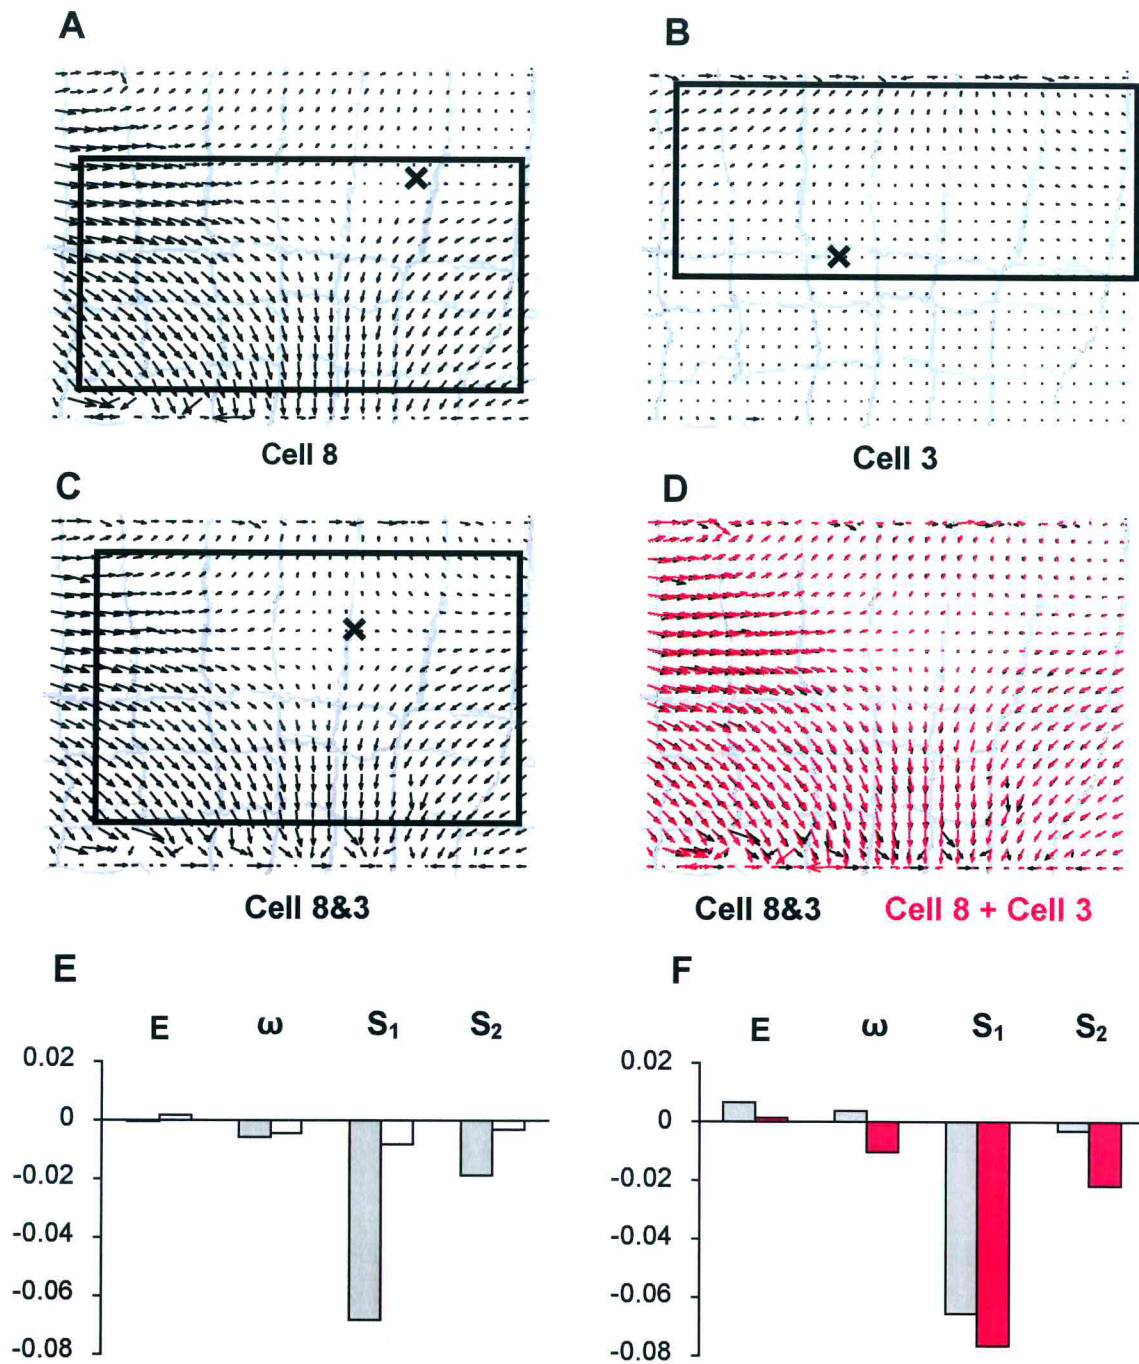 A
B
Cell 8
Cell 3
C
D
Cell 8&3
Cell 8&3 Cell 8 + Cell 3
E
F
E ω S₁ S₂
0.02
0
-0.02
-0.04
-0.06
-0.08
E ω S₁ S₂
0.02
0
-0.02
-0.04
-0.06
-0.08